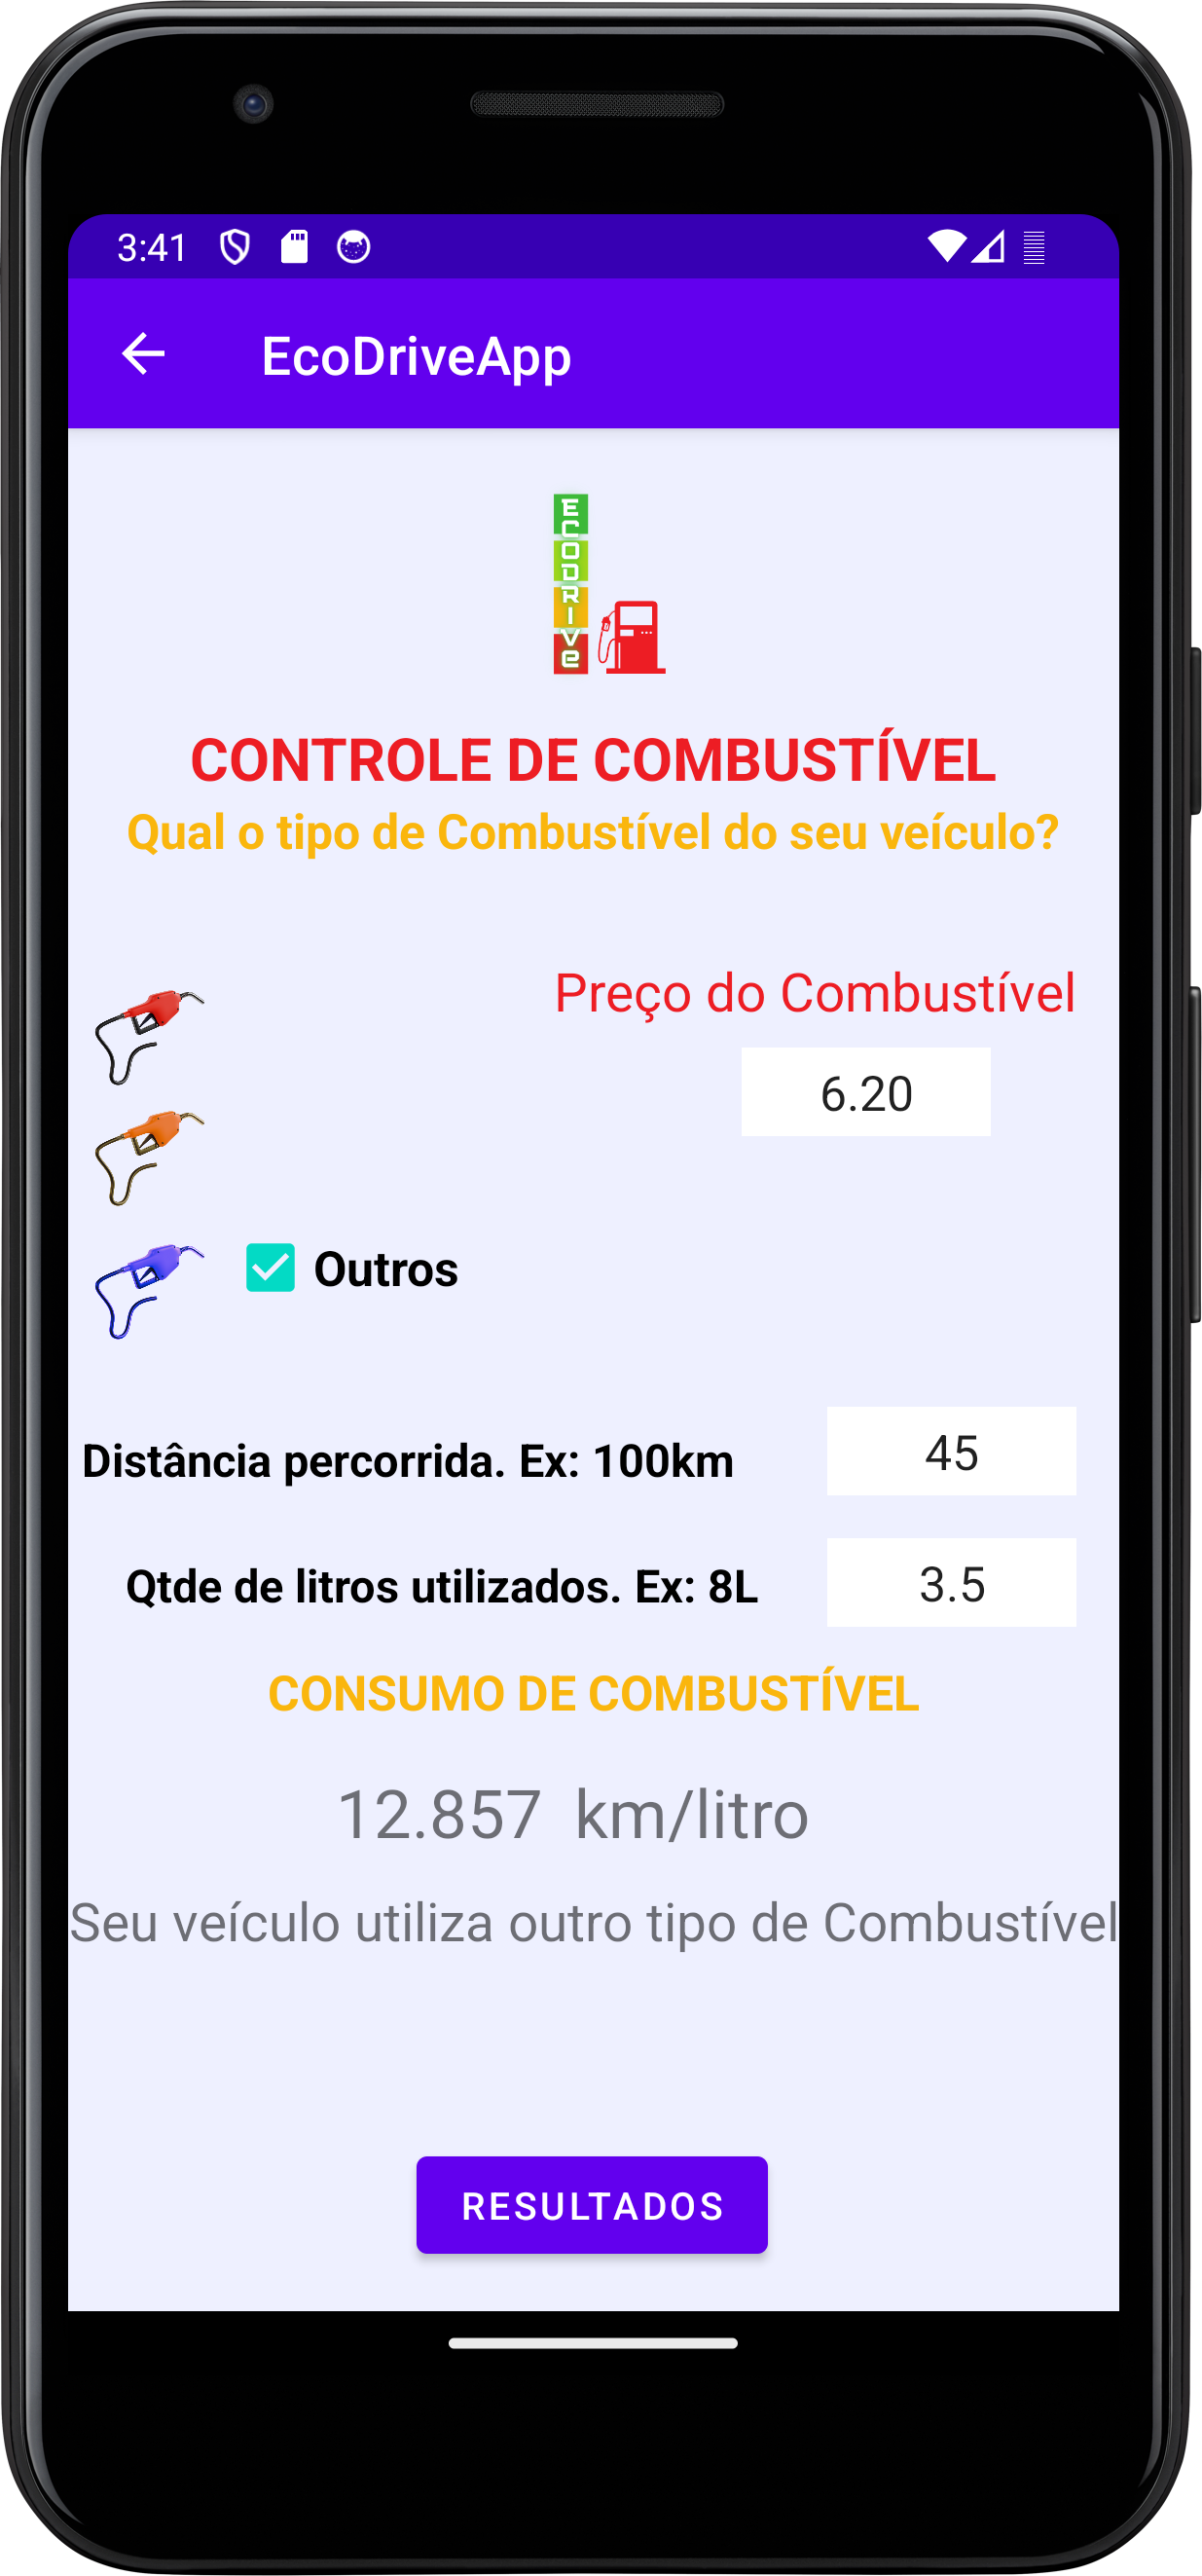 3:41
EcoDriveApp
ECODRIVe
CONTROLE DE COMBUSTÍVEL
Qual o tipo de Combustível do seu veículo?
Preço do Combustível
6.20
Outros
Distância percorrida. Ex: 100km
45
Qtde de litros utilizados. Ex: 8L
3.5
CONSUMO DE COMBUSTÍVEL
12.857 km/litro
Seu veículo utiliza outro tipo de Combustível
RESULTADOS